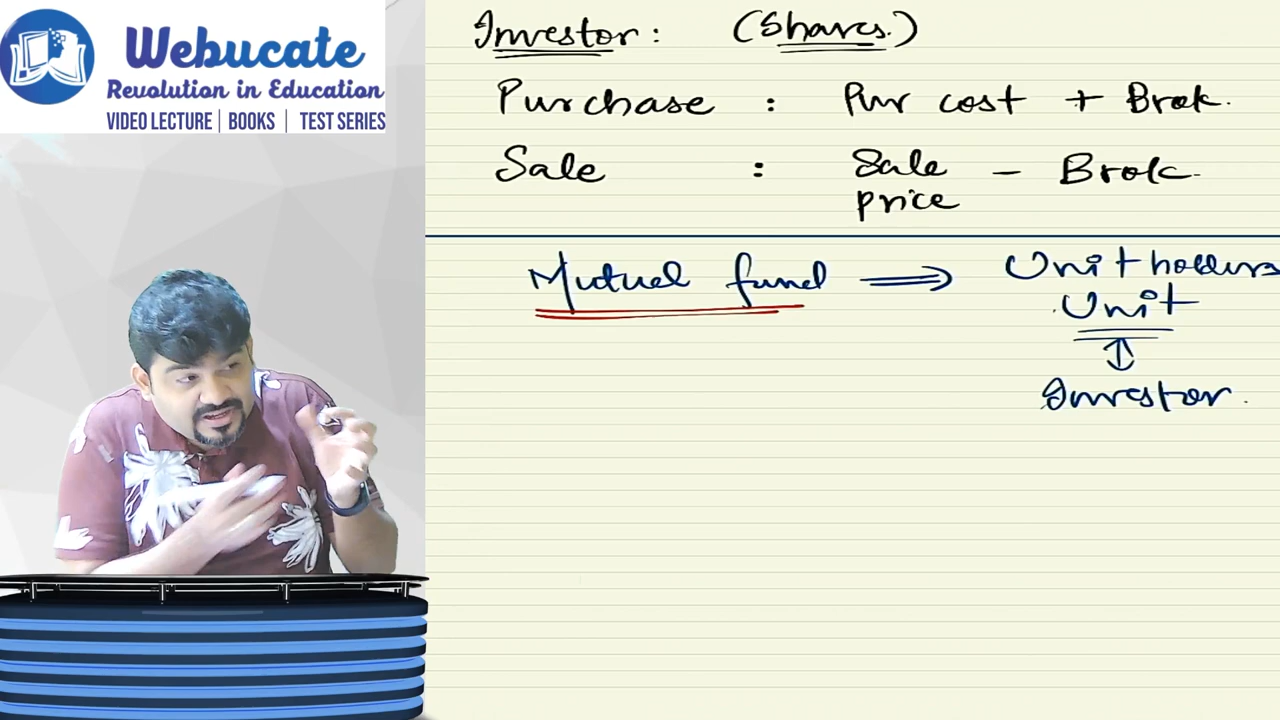 Webucate
Revolution in Education
VIDEO LECTURE | BOOKS | TEST SERIES
Investor : (Shares.)
Purchase : Pur cost + Brok.
Sale : Sale price – Brok.
Mutual fund ⟹ Unitholders
Unit
↕
Investor.